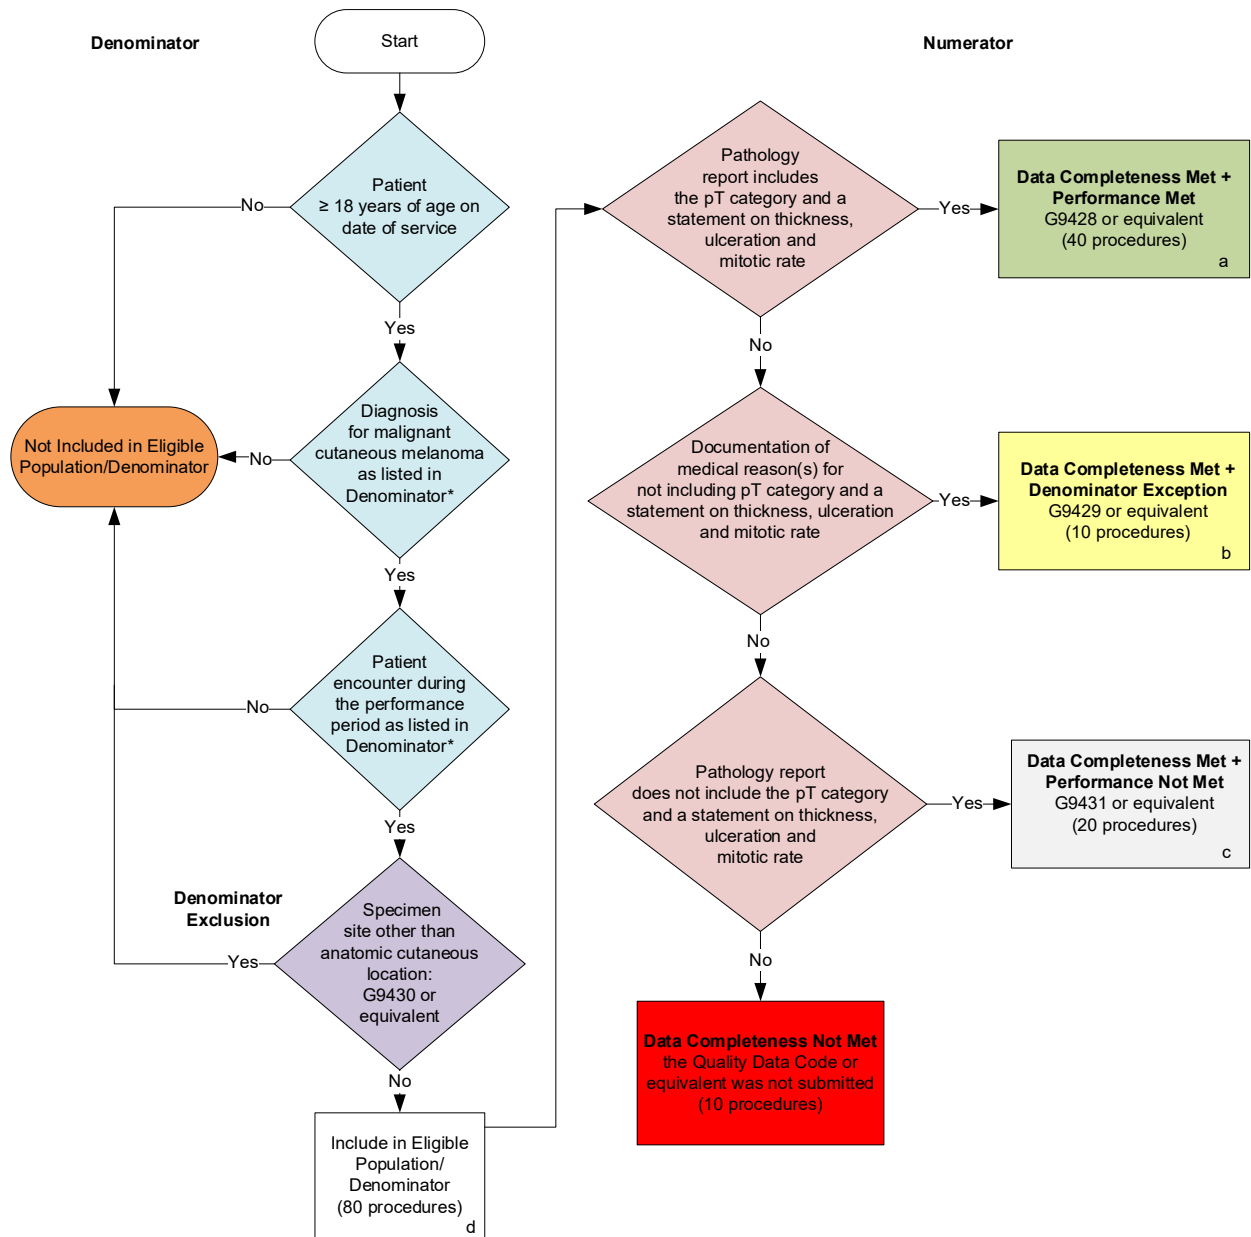 Denominator
Start
Numerator
Patient
≥ 18 years of age on
date of service
No
Yes
Diagnosis
for malignant
cutaneous melanoma
as listed in
Denominator*
No
Not Included in Eligible
Population/Denominator
Yes
Patient
encounter during
the performance
period as listed in
Denominator*
No
Yes
Denominator
Exclusion
Specimen
site other than
anatomic cutaneous
location:
G9430 or
equivalent
Yes
No
Include in Eligible
Population/
Denominator
(80 procedures)
d
Pathology
report includes
the pT category and a
statement on thickness,
ulceration and
mitotic rate
Yes
Data Completeness Met +
Performance Met
G9428 or equivalent
(40 procedures)
a
No
Documentation of
medical reason(s) for
not including pT category and a
statement on thickness, ulceration
and mitotic rate
Yes
Data Completeness Met +
Denominator Exception
G9429 or equivalent
(10 procedures)
b
No
Pathology report
does not include the pT category
and a statement on thickness,
ulceration and
mitotic rate
Yes
Data Completeness Met +
Performance Not Met
G9431 or equivalent
(20 procedures)
c
No
Data Completeness Not Met
the Quality Data Code or
equivalent was not submitted
(10 procedures)